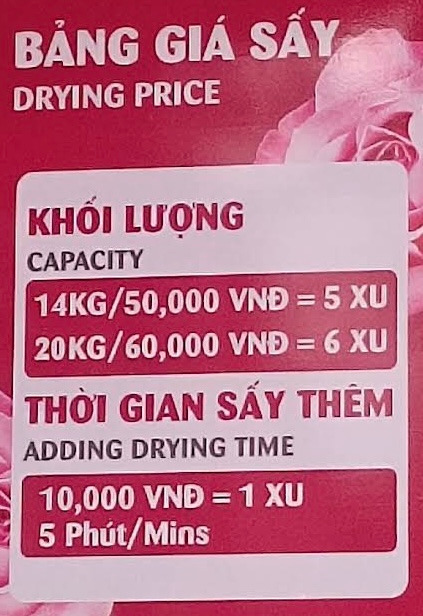 BẢNG GIÁ SẤY
DRYING PRICE
KHỐI LƯỢNG
CAPACITY
14KG/50,000 VNĐ = 5 XU
20KG/60,000 VNĐ = 6 XU
THỜI GIAN SẤY THÊM
ADDING DRYING TIME
10,000 VNĐ = 1 XU
5 Phút/Mins